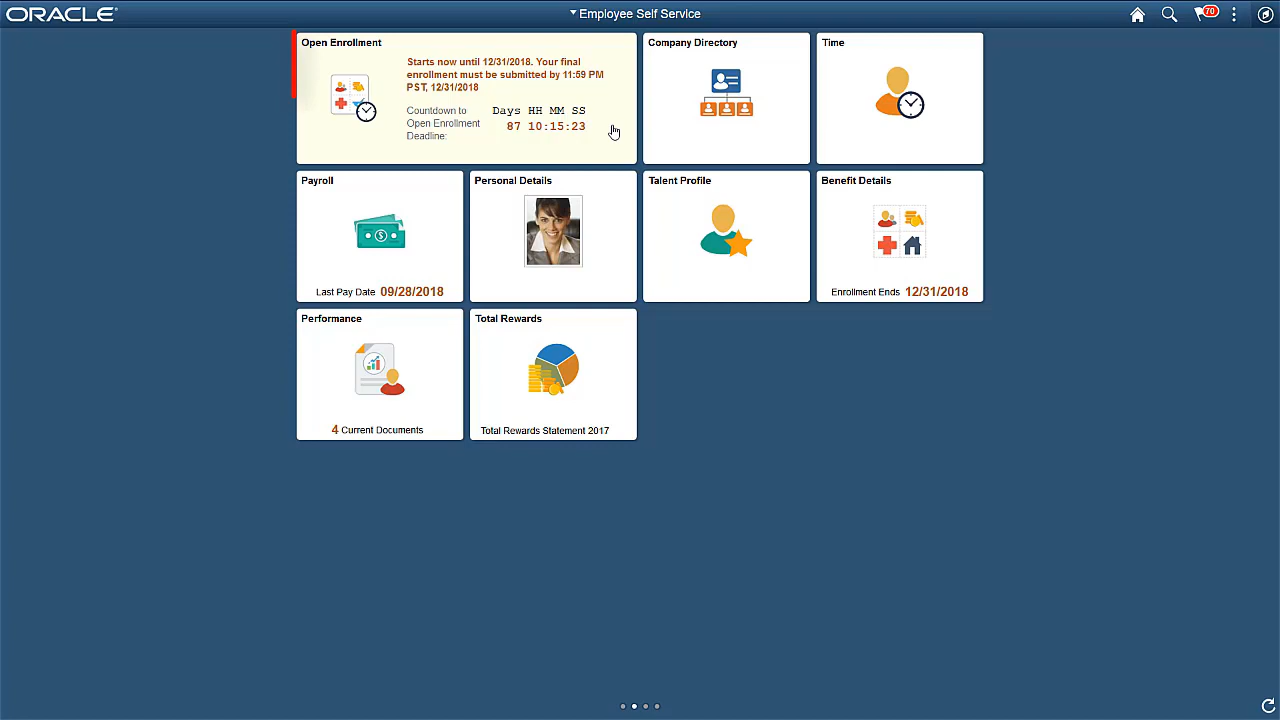 ORACLE
Employee Self Service
70
Open Enrollment
Starts now until 12/31/2018. Your final
enrollment must be submitted by 11:59 PM
PST, 12/31/2018
Countdown to
Open Enrollment
Deadline:
Days HH MM SS
87 10:15:23
Company Directory
Time
Payroll
Last Pay Date 09/28/2018
Personal Details
Talent Profile
Benefit Details
Enrollment Ends 12/31/2018
Performance
4 Current Documents
Total Rewards
Total Rewards Statement 2017